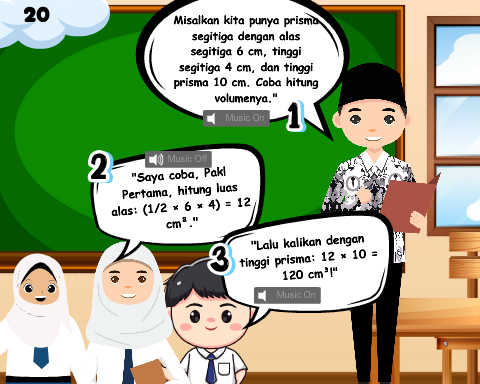 20
Misalkan kita punya prisma
segitiga dengan alas
segitiga 6 cm, tinggi
segitiga 4 cm, dan tinggi
prisma 10 cm. Coba hitung
volumenya."
Music On
1
2
Music Off
"Saya coba, Pak!
Pertama, hitung luas
alas: (1/2 × 6 × 4) = 12
cm² ."
3
"Lalu kalikan dengan
tinggi prisma: 12 × 10 =
120 cm³!"
Music On